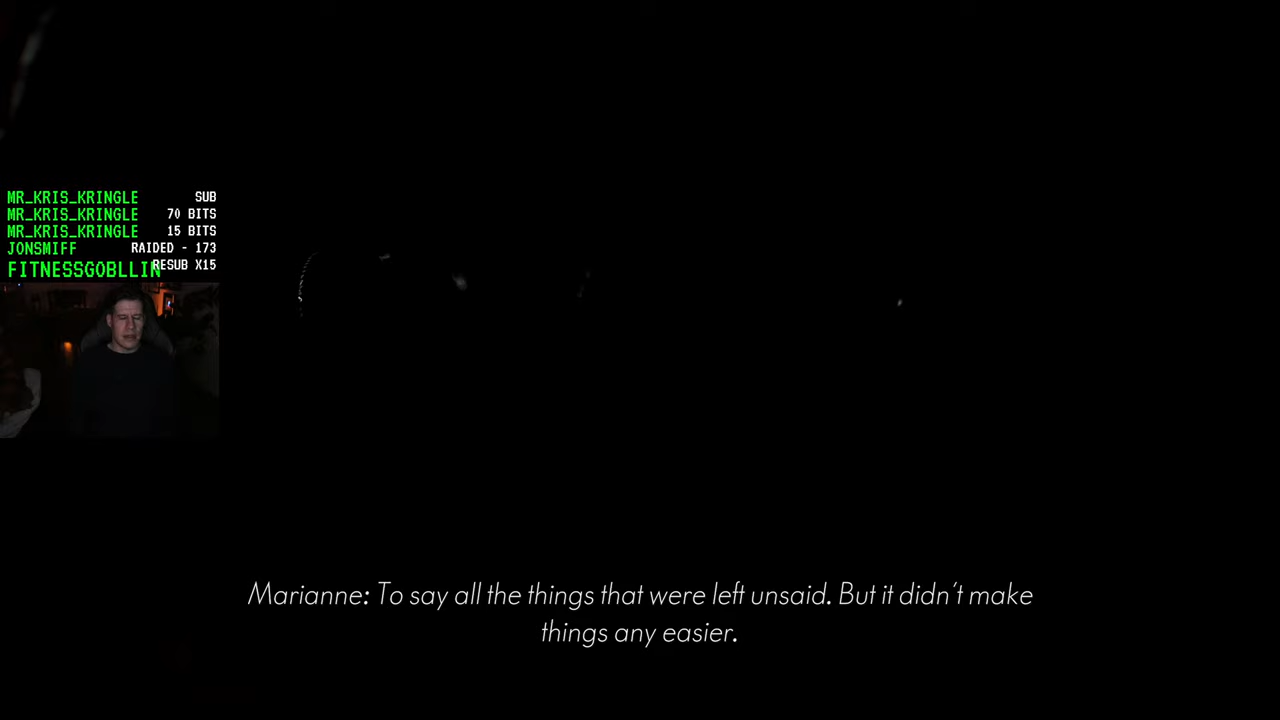 MR_KRIS_KRINGLE SUB
MR_KRIS_KRINGLE 70 BITS
MR_KRIS_KRINGLE 15 BITS
JONSMIFF RAIDED - 173
FITNESSGOBLLIN RESUB X15
Marianne: To say all the things that were left unsaid. But it didn't make
things any easier.